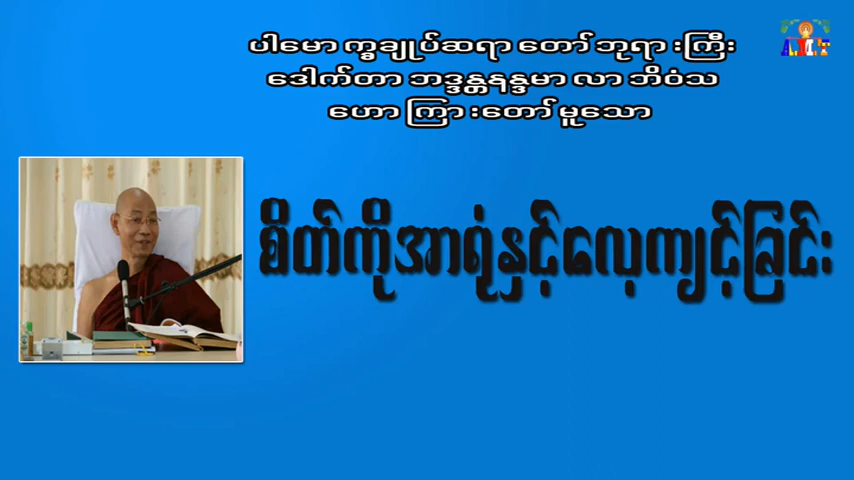 ပါမောက္ခချုပ်ဆရာတော်ဘုရားကြီး
ဒေါက်တာ ဘဒ္ဒန္တနန္ဒမာလာဘိဝံသ
ဟောကြားတော်မူသော
စိတ်ကိုအာရုံနှင့်လေ့ကျင့်ခြင်း